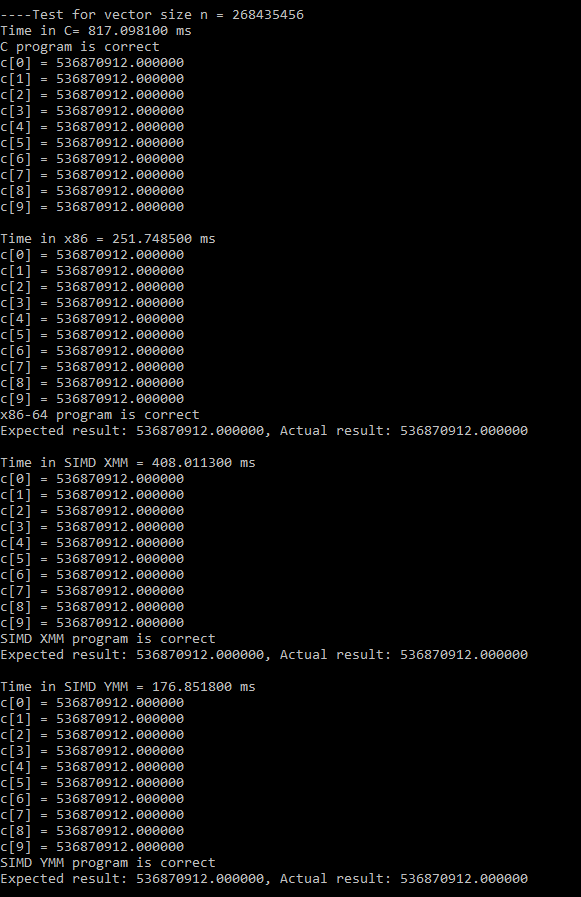 ----Test for vector size n = 268435456
Time in C= 817.098100 ms
C program is correct
c[0] = 536870912.000000
c[1] = 536870912.000000
c[2] = 536870912.000000
c[3] = 536870912.000000
c[4] = 536870912.000000
c[5] = 536870912.000000
c[6] = 536870912.000000
c[7] = 536870912.000000
c[8] = 536870912.000000
c[9] = 536870912.000000

Time in x86 = 251.748500 ms
c[0] = 536870912.000000
c[1] = 536870912.000000
c[2] = 536870912.000000
c[3] = 536870912.000000
c[4] = 536870912.000000
c[5] = 536870912.000000
c[6] = 536870912.000000
c[7] = 536870912.000000
c[8] = 536870912.000000
c[9] = 536870912.000000
x86-64 program is correct
Expected result: 536870912.000000, Actual result: 536870912.000000

Time in SIMD XMM = 408.011300 ms
c[0] = 536870912.000000
c[1] = 536870912.000000
c[2] = 536870912.000000
c[3] = 536870912.000000
c[4] = 536870912.000000
c[5] = 536870912.000000
c[6] = 536870912.000000
c[7] = 536870912.000000
c[8] = 536870912.000000
c[9] = 536870912.000000
SIMD XMM program is correct
Expected result: 536870912.000000, Actual result: 536870912.000000

Time in SIMD YMM = 176.851800 ms
c[0] = 536870912.000000
c[1] = 536870912.000000
c[2] = 536870912.000000
c[3] = 536870912.000000
c[4] = 536870912.000000
c[5] = 536870912.000000
c[6] = 536870912.000000
c[7] = 536870912.000000
c[8] = 536870912.000000
c[9] = 536870912.000000
SIMD YMM program is correct
Expected result: 536870912.000000, Actual result: 536870912.000000